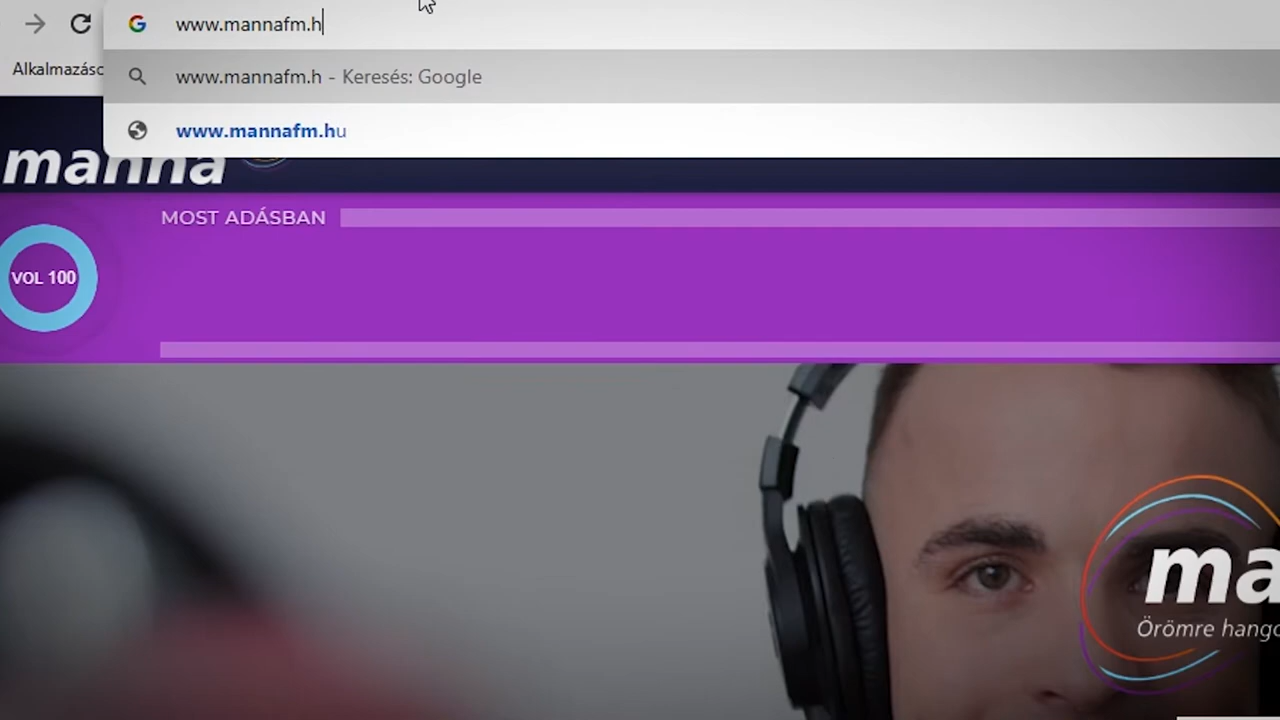 www.mannafm.h
Alkalmazáso
www.mannafm.h - Keresés: Google
www.mannafm.hu
manna
MOST ADÁSBAN
VOL 100
ma
Örömre hango